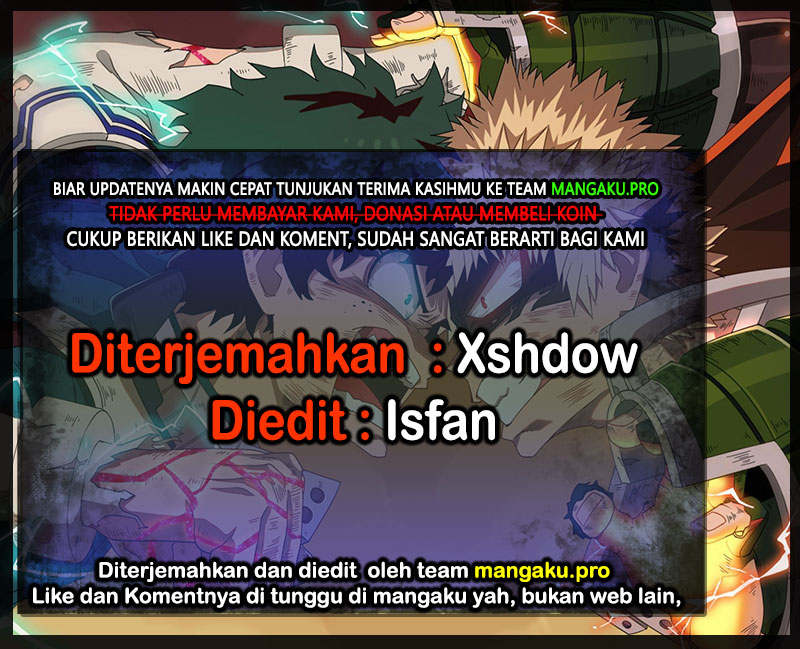 BIAR UPDATENYA MAKIN CEPAT TUNJUKAN TERIMA KASIHMU KE TEAM MANGAKU.PRO
TIDAK PERLU MEMBAYAR KAMI, DONASI ATAU MEMBELI KOIN
CUKUP BERIKAN LIKE DAN KOMENT, SUDAH SANGAT BERARTI BAGI KAMI
Diterjemahkan : Xshdow
Diedit : Isfan
Diterjemahkan dan diedit oleh team mangaku.pro
Like dan Komentnya di tunggu di mangaku yah, bukan web lain,